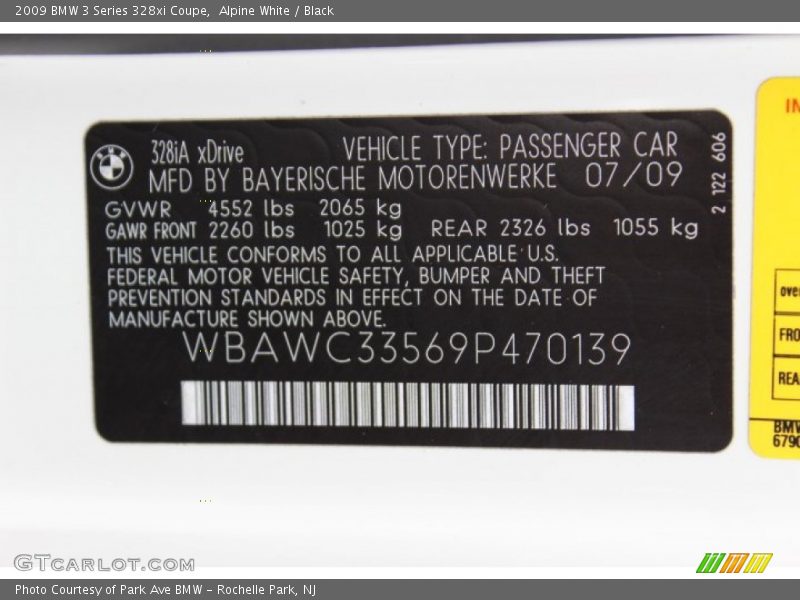 2009 BMW 3 Series 328xi Coupe,  Alpine White / Black
328iA xDrive VEHICLE TYPE: PASSENGER CAR
MFD BY BAYERISCHE MOTORENWERKE 07/09
GVWR 4552 lbs 2065 kg
GAWR FRONT 2260 lbs 1025 kg REAR 2326 lbs 1055 kg
THIS VEHICLE CONFORMS TO ALL APPLICABLE U.S.
FEDERAL MOTOR VEHICLE SAFETY, BUMPER AND THEFT
PREVENTION STANDARDS IN EFFECT ON THE DATE OF
MANUFACTURE SHOWN ABOVE.
WBAWC33569P470139
2 122 606
BMW
GTCARLOT.COM
Photo Courtesy of Park Ave BMW - Rochelle Park, NJ